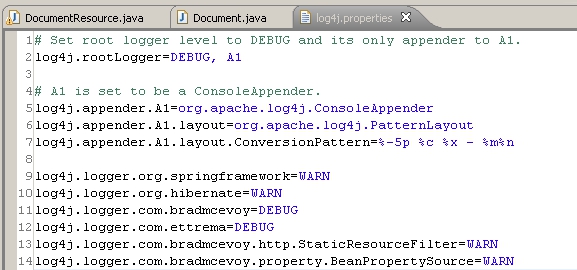 DocumentResource.java Document.java log4j.properties
1 # Set root logger level to DEBUG and its only appender to A1.
2 log4j.rootLogger=DEBUG, A1
3
4 # A1 is set to be a ConsoleAppender.
5 log4j.appender.A1=org.apache.log4j.ConsoleAppender
6 log4j.appender.A1.layout=org.apache.log4j.PatternLayout
7 log4j.appender.A1.layout.ConversionPattern=%-5p %c %x - %m%n
8
9 log4j.logger.org.springframework=WARN
10 log4j.logger.org.hibernate=WARN
11 log4j.logger.com.bradmcevoy=DEBUG
12 log4j.logger.com.ettrema=DEBUG
13 log4j.logger.com.bradmcevoy.http.StaticResourceFilter=WARN
14 log4j.logger.com.bradmcevoy.property.BeanPropertySource=WARN